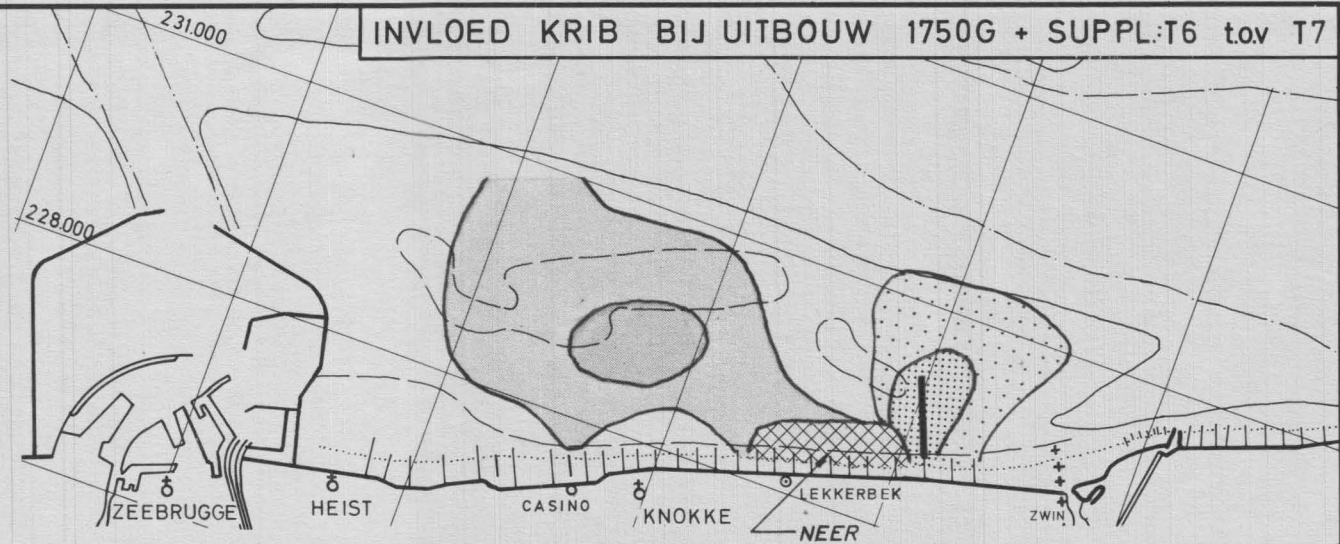 INVLOED KRIB BIJ UITBOUW 1750G + SUPPL.:T6 t.o.v T7
231.000
228.000
ZEEBRUGGE
HEIST
CASINO
KNOKKE
LEKKERBEK
NEER
ZWIN